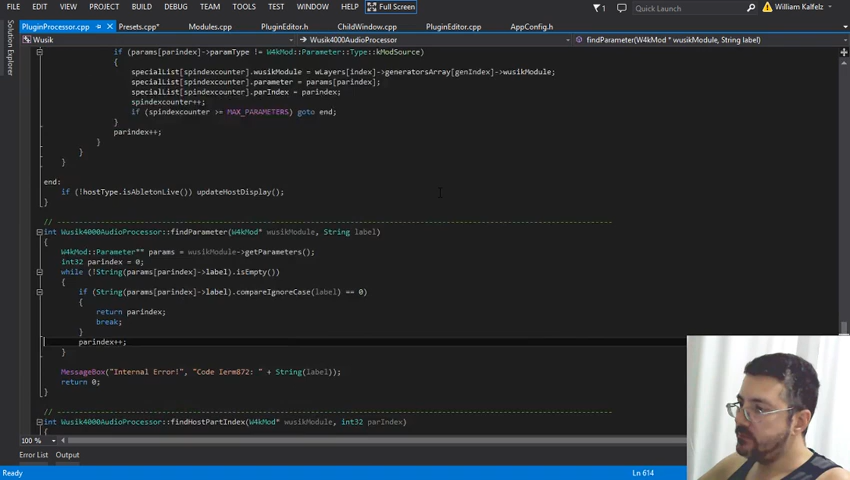 FILE EDIT VIEW PROJECT BUILD DEBUG TEAM TOOLS TEST WINDOW HELP Full Screen 1 Quick Launch William Kalfelz
PluginProcessor.cpp Presets.cpp* Modules.cpp PluginEditor.h ChildWindow.cpp PluginEditor.cpp AppConfig.h
Solution Explorer
Wusik Wusik4000AudioProcessor findParameter(W4kMod * wusikModule, String label)
if (params[parindex]->paramType != W4kMod::Parameter::Type::kModSource)
{
specialList[spindexcounter].wusikModule = wLayers[index]->generatorsArray[genIndex]->wusikModule;
specialList[spindexcounter].parameter = params[parindex];
specialList[spindexcounter].parIndex = parindex;
spindexcounter++;
if (spindexcounter >= MAX_PARAMETERS) goto end;
}
parindex++;
}
}
}
end:
if (!hostType.isAbletonLive()) updateHostDisplay();
}
// ------------------------------------------------------------------------------------------------------------
int Wusik4000AudioProcessor::findParameter(W4kMod* wusikModule, String label)
{
W4kMod::Parameter** params = wusikModule->getParameters();
int32 parindex = 0;
while (!String(params[parindex]->label).isEmpty())
{
if (String(params[parindex]->label).compareIgnoreCase(label) == 0)
{
return parindex;
break;
}
parindex++;
}
MessageBox("Internal Error!", "Code Ierm872: " + String(label));
return 0;
}
// ------------------------------------------------------------------------------------------------------------
int Wusik4000AudioProcessor::findHostPartIndex(W4kMod* wusikModule, int32 parIndex)
{
100 %
Error List Output
Ready Ln 614